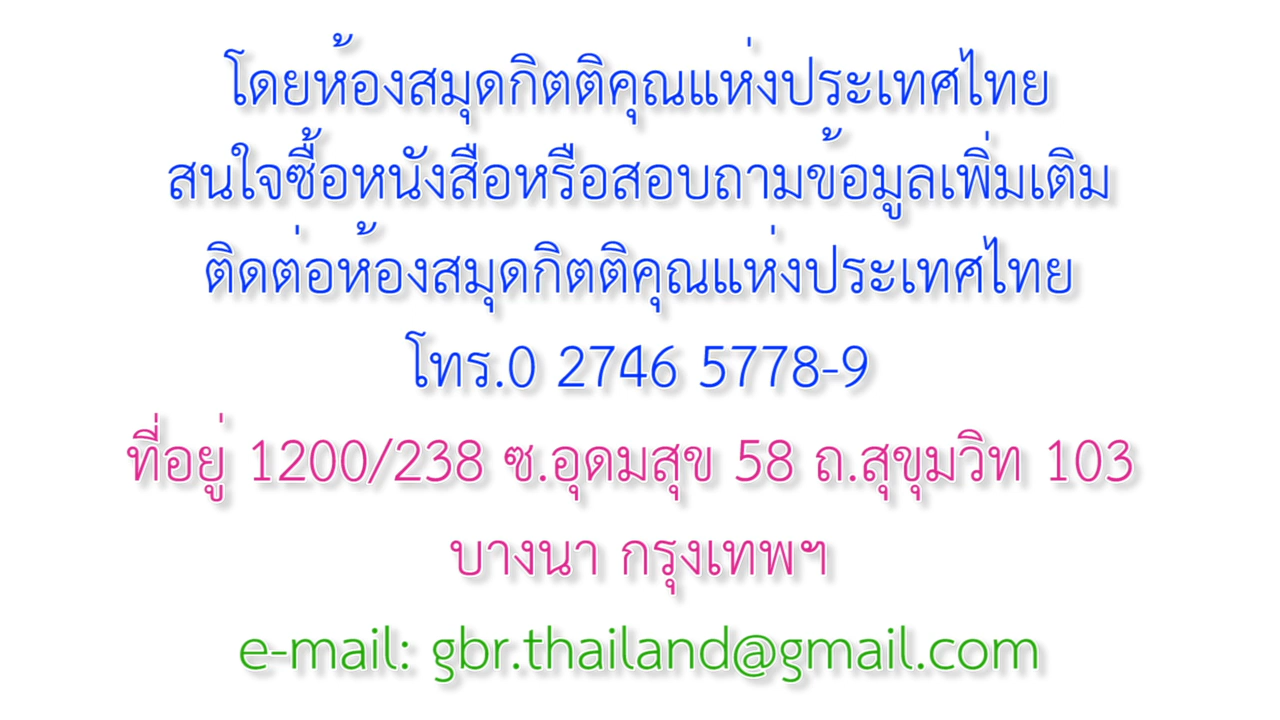 โดยห้องสมุดกิตติคุณแห่งประเทศไทย
สนใจซื้อหนังสือหรือสอบถามข้อมูลเพิ่มเติม
ติดต่อห้องสมุดกิตติคุณแห่งประเทศไทย
โทร.0 2746 5778-9
ที่อยู่ 1200/238 ซ.อุดมสุข 58 ถ.สุขุมวิท 103
บางนา กรุงเทพฯ
e-mail: gbr.thailand@gmail.com